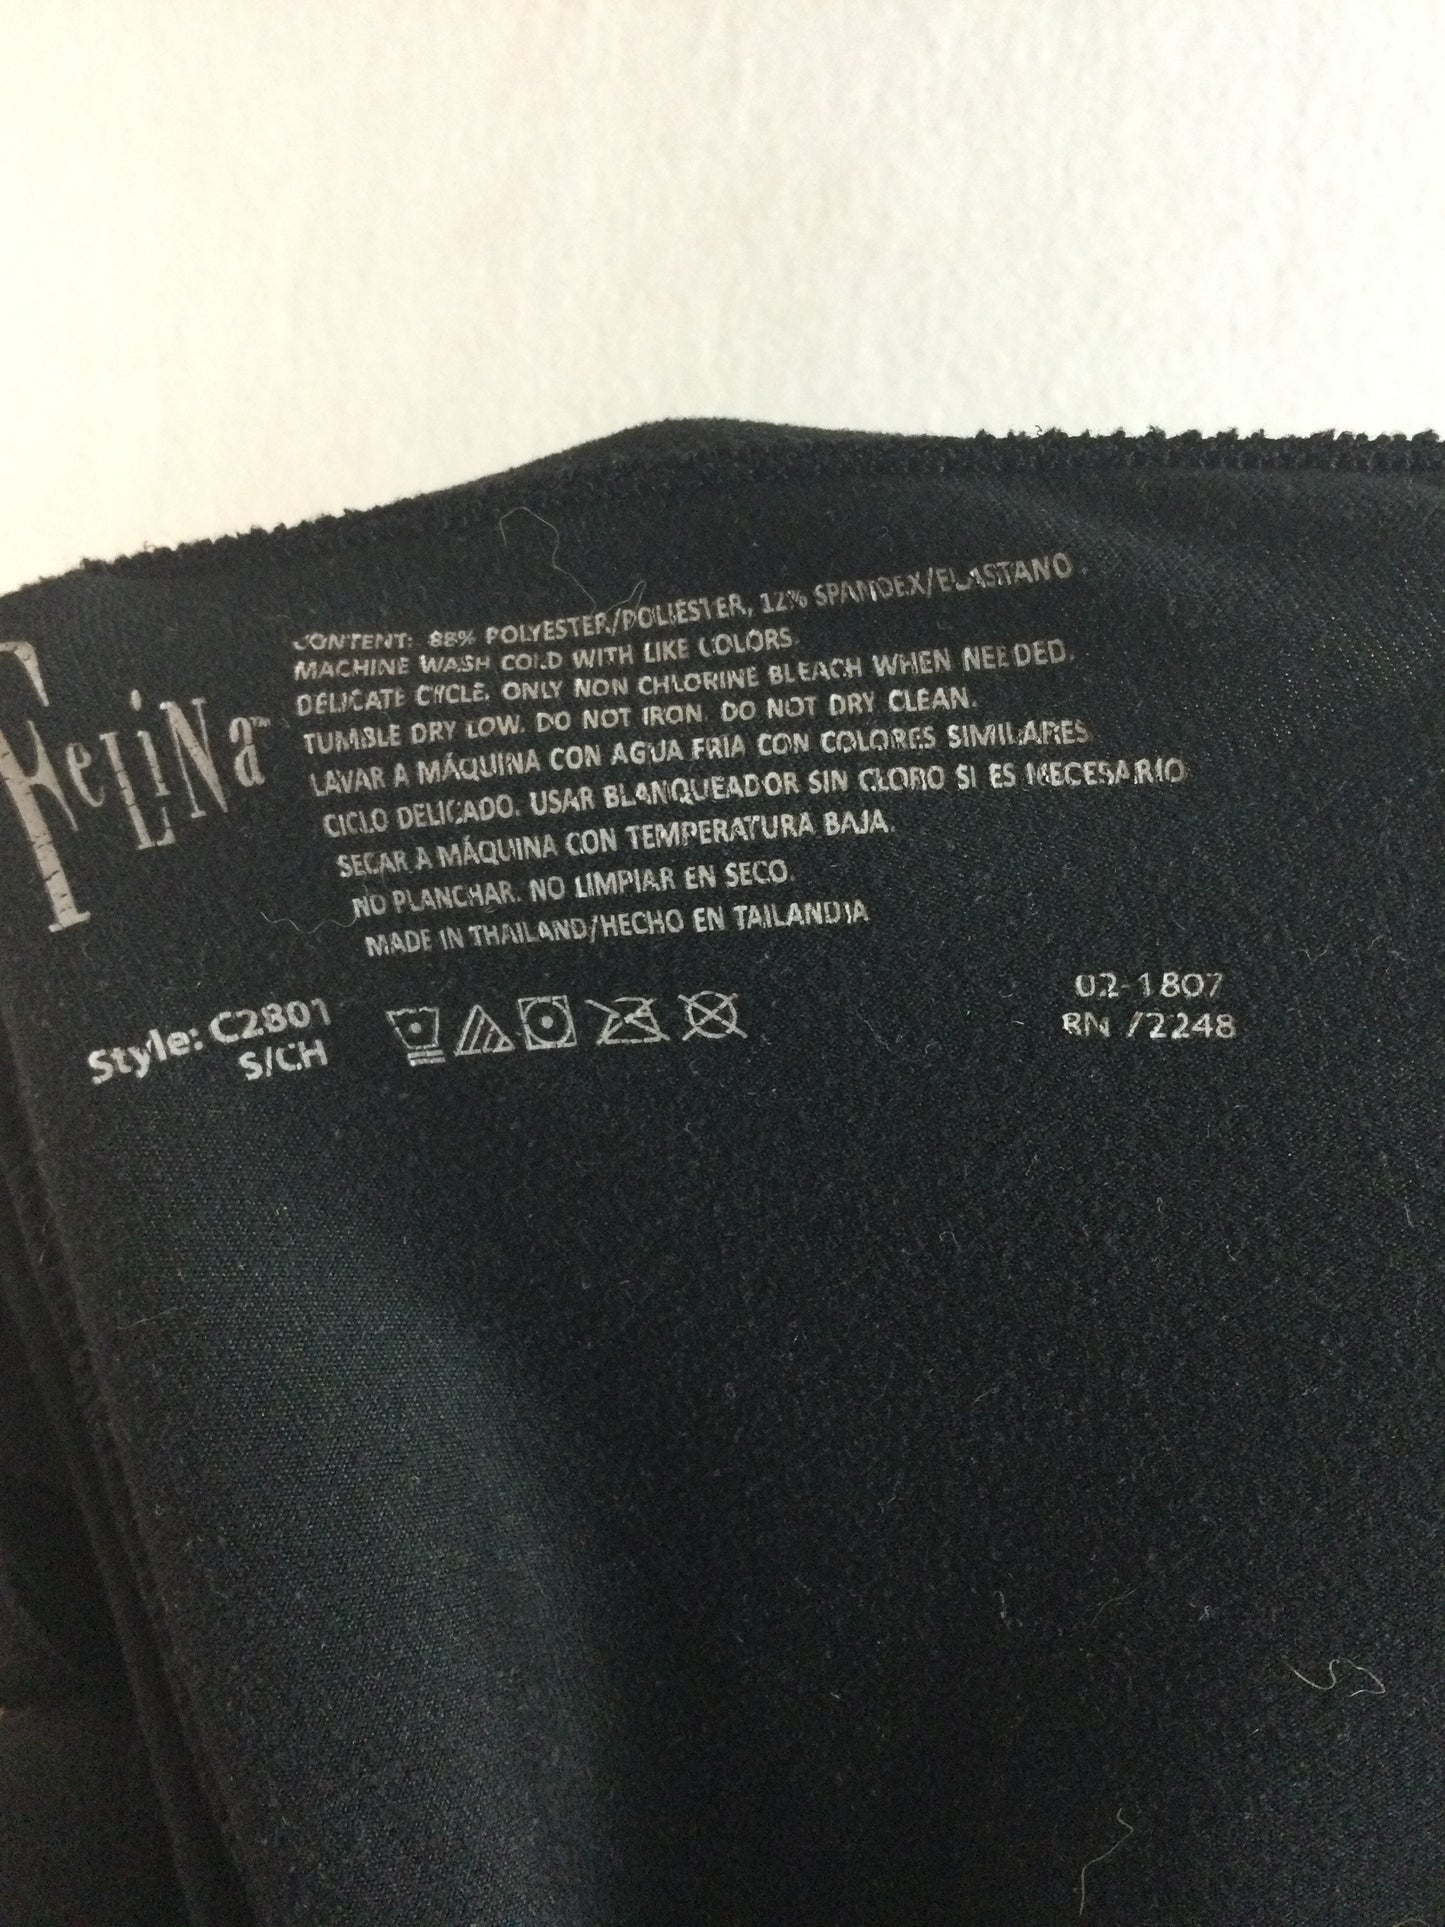 FeLiNa™
CONTENT: 88% POLYESTER/POLIESTER, 12% SPANDEX/ELASTANO
MACHINE WASH COLD WITH LIKE COLORS.
DELICATE CYCLE. ONLY NON CHLORINE BLEACH WHEN NEEDED.
TUMBLE DRY LOW. DO NOT IRON. DO NOT DRY CLEAN.
LAVAR A MÁQUINA CON AGUA FRIA CON COLORES SIMILARES
CICLO DELICADO. USAR BLANQUEADOR SIN CLORO SI ES NECESARIO
SECAR A MÁQUINA CON TEMPERATURA BAJA.
NO PLANCHAR. NO LIMPIAR EN SECO.
MADE IN THAILAND/HECHO EN TAILANDIA
Style: C2801
S/CH
02-1807
RN 72248